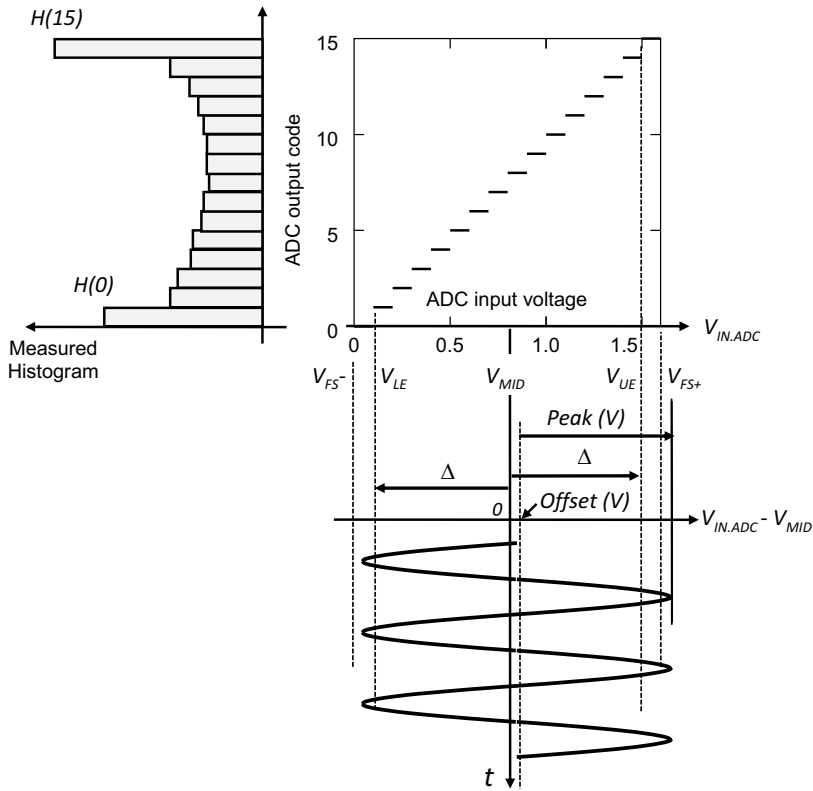 H(15)
H(0)
Measured
Histogram
ADC output code
15
10
5
0
ADC input voltage
0
0.5
1.0
1.5
V_IN.ADC
V_FS-
V_LE
V_MID
V_UE
V_FS+
Peak (V)
Δ
Δ
0
Offset (V)
V_IN.ADC - V_MID
t